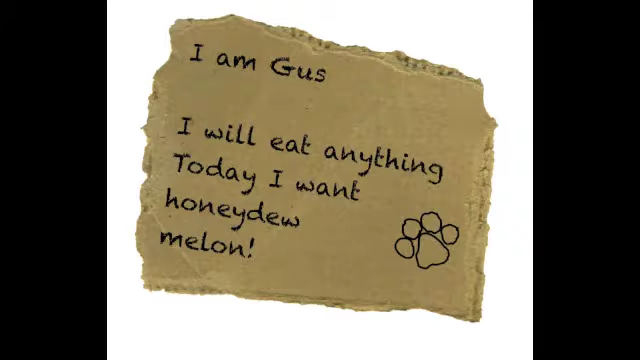 I am Gus
I will eat anything
Today I want
honeydew
melon!